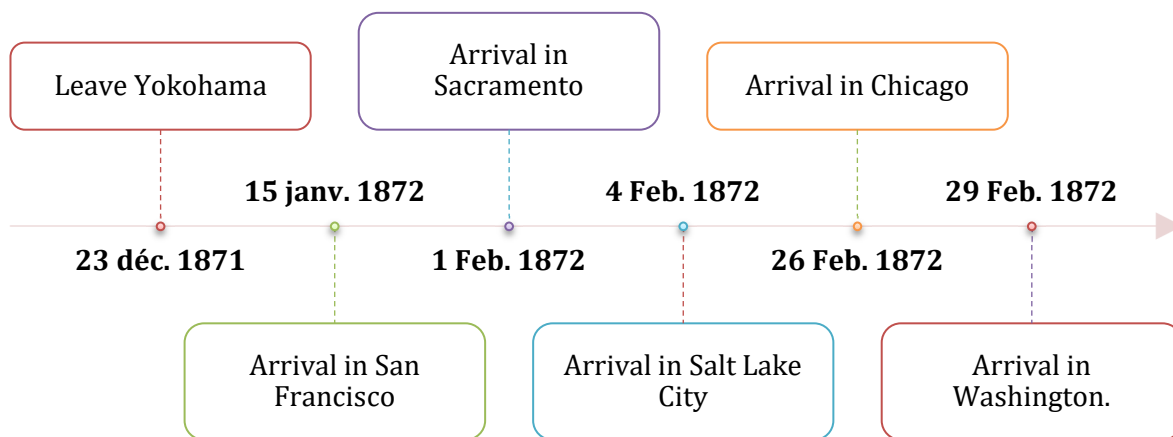 Leave Yokohama
Arrival in
Sacramento
Arrival in Chicago
15 janv. 1872
4 Feb. 1872
29 Feb. 1872
23 déc. 1871
1 Feb. 1872
26 Feb. 1872
Arrival in San
Francisco
Arrival in Salt Lake
City
Arrival in
Washington.